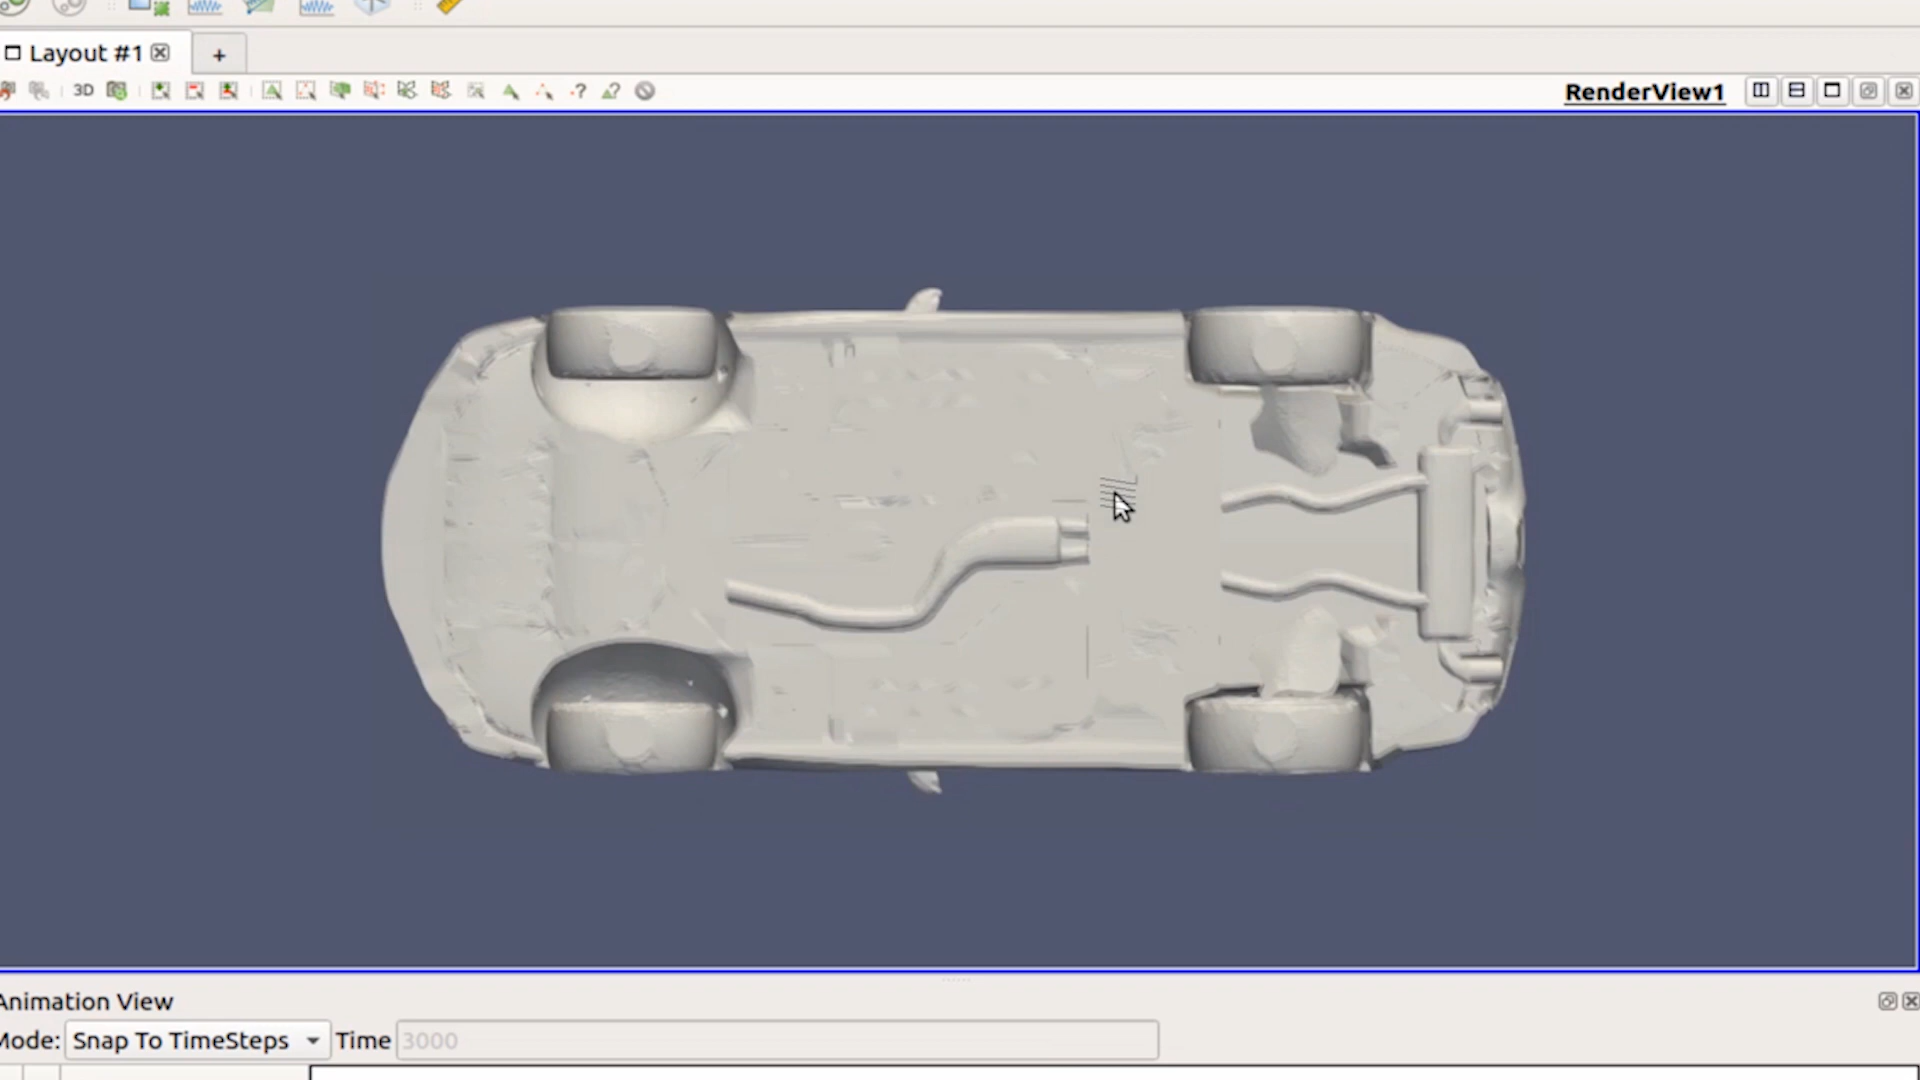 Layout #1
+
3D
RenderView1
Animation View
Mode: Snap To TimeSteps Time 3000